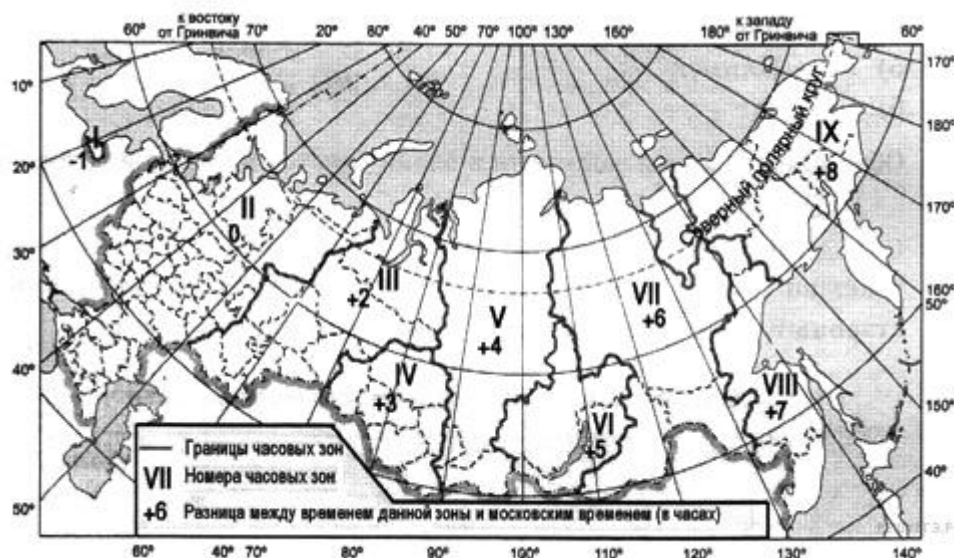 к востоку от Гринвича
к западу от Гринвича
60° 70° 20° 80° 40° 50° 70° 100° 130° 160° 180° 60°
170°
180°
170°
160°
50°
150°
40°
140°
10°
20°
30°
40°
50°
-1
II
0
III
+2
IV
+3
V
+4
VI
+5
VII
+6
VIII
+7
IX
+8
Северный полярный круг
Границы часовых зон
VII Номера часовых зон
+6 Разница между временем данной зоны и московским временем (в часах)
60° 70° 80° 90° 100° 110° 120° 130°